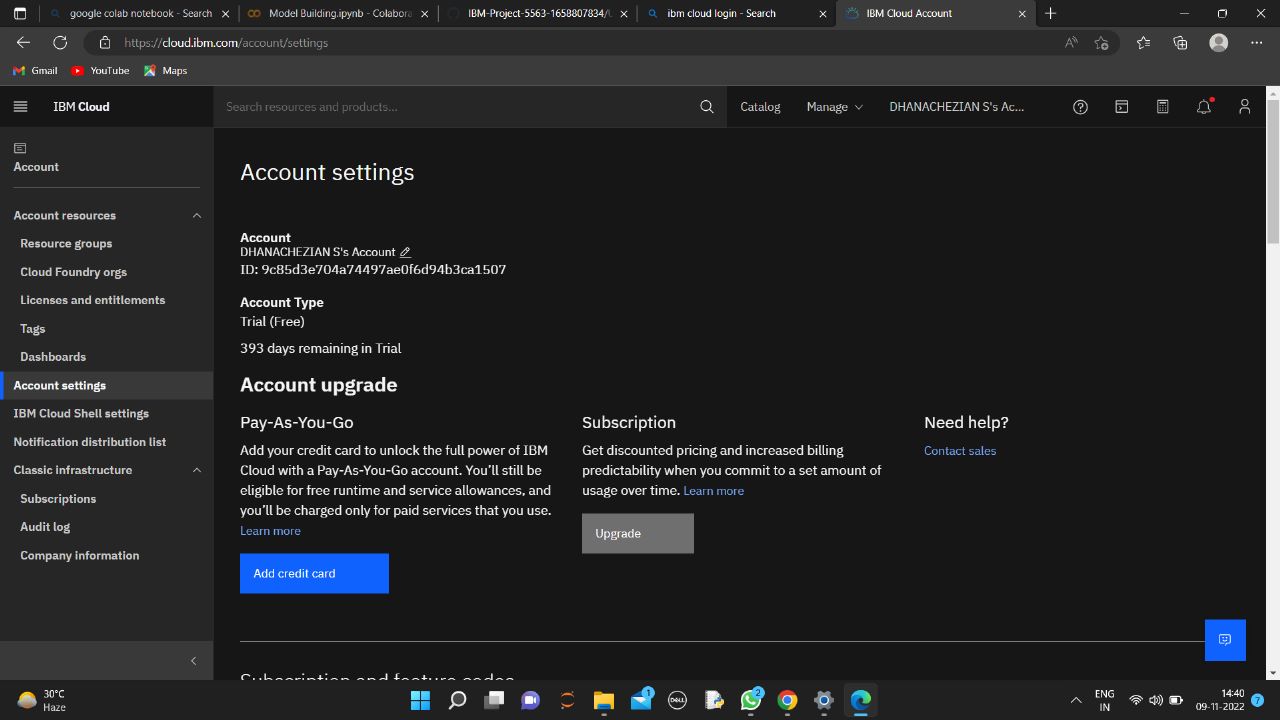 google colab notebook - Search
Model Building.ipynb - Colabora
IBM-Project-5563-1658807834/
ibm cloud login - Search
IBM Cloud Account
https://cloud.ibm.com/account/settings
Gmail
YouTube
Maps
IBM Cloud
Search resources and products...
Catalog
Manage
DHANACHEZIAN S's Ac...
Account
Account resources
Resource groups
Cloud Foundry orgs
Licenses and entitlements
Tags
Dashboards
Account settings
IBM Cloud Shell settings
Notification distribution list
Classic infrastructure
Subscriptions
Audit log
Company information
Account settings
Account
DHANACHEZIAN S's Account
ID: 9c85d3e704a74497ae0f6d94b3ca1507
Account Type
Trial (Free)
393 days remaining in Trial
Account upgrade
Pay-As-You-Go
Add your credit card to unlock the full power of IBM
Cloud with a Pay-As-You-Go account. You'll still be
eligible for free runtime and service allowances, and
you'll be charged only for paid services that you use.
Learn more
Add credit card
Subscription
Get discounted pricing and increased billing
predictability when you commit to a set amount of
usage over time. Learn more
Upgrade
Need help?
Contact sales
30°C
Haze
1
DELL
2
ENG
IN
14:40
09-11-2022
7